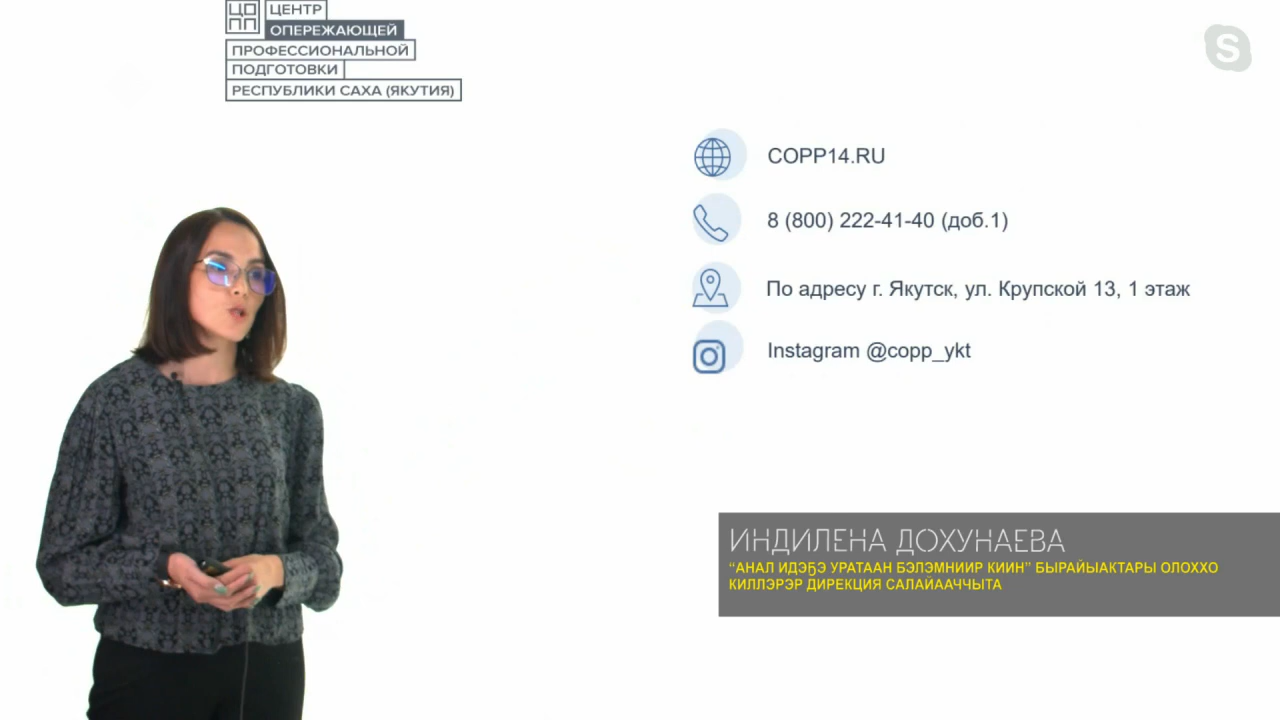 ЦО
ПП
ЦЕНТР
ОПЕРЕЖАЮЩЕЙ
ПРОФЕССИОНАЛЬНОЙ
ПОДГОТОВКИ
РЕСПУБЛИКИ САХА (ЯКУТИЯ)
S
COPP14.RU
8 (800) 222-41-40 (доб.1)
По адресу г. Якутск, ул. Крупской 13, 1 этаж
Instagram @copp_ykt
ИНДИЛЕНА ДОХУНАЕВА
“АНАЛ ИДЭҔЭ УРАТААН БЭЛЭМНИИР КИИН” БЫРАЙЫАКТАРЫ ОЛОХХО
КИЛЛЭРЭР ДИРЕКЦИЯ САЛАЙААЧЧЫТА